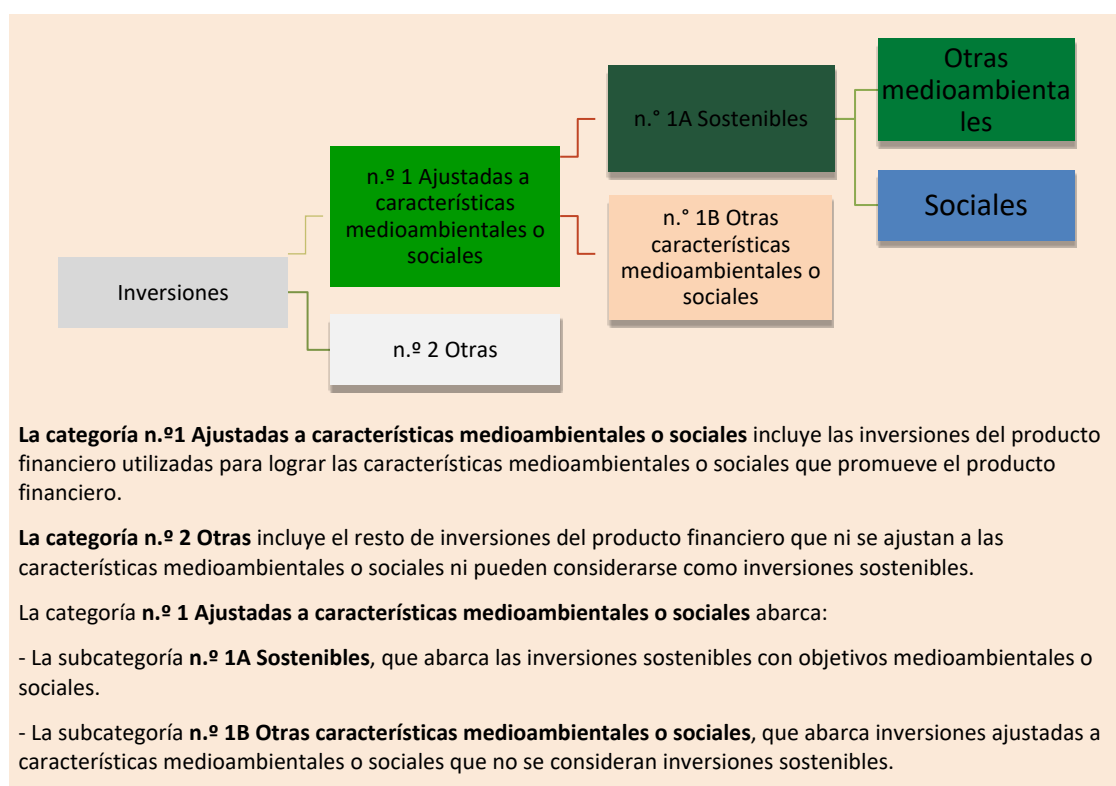 Otras
medioambienta
les
n.° 1A Sostenibles
n.º 1 Ajustadas a
características
medioambientales o
sociales
Sociales
n.° 1B Otras
características
medioambientales o
sociales
Inversiones
n.º 2 Otras
La categoría n.º1 Ajustadas a características medioambientales o sociales incluye las inversiones del producto
financiero utilizadas para lograr las características medioambientales o sociales que promueve el producto
financiero.
La categoría n.º 2 Otras incluye el resto de inversiones del producto financiero que ni se ajustan a las
características medioambientales o sociales ni pueden considerarse como inversiones sostenibles.
La categoría n.º 1 Ajustadas a características medioambientales o sociales abarca:
- La subcategoría n.º 1A Sostenibles, que abarca las inversiones sostenibles con objetivos medioambientales o
sociales.
- La subcategoría n.º 1B Otras características medioambientales o sociales, que abarca inversiones ajustadas a
características medioambientales o sociales que no se consideran inversiones sostenibles.